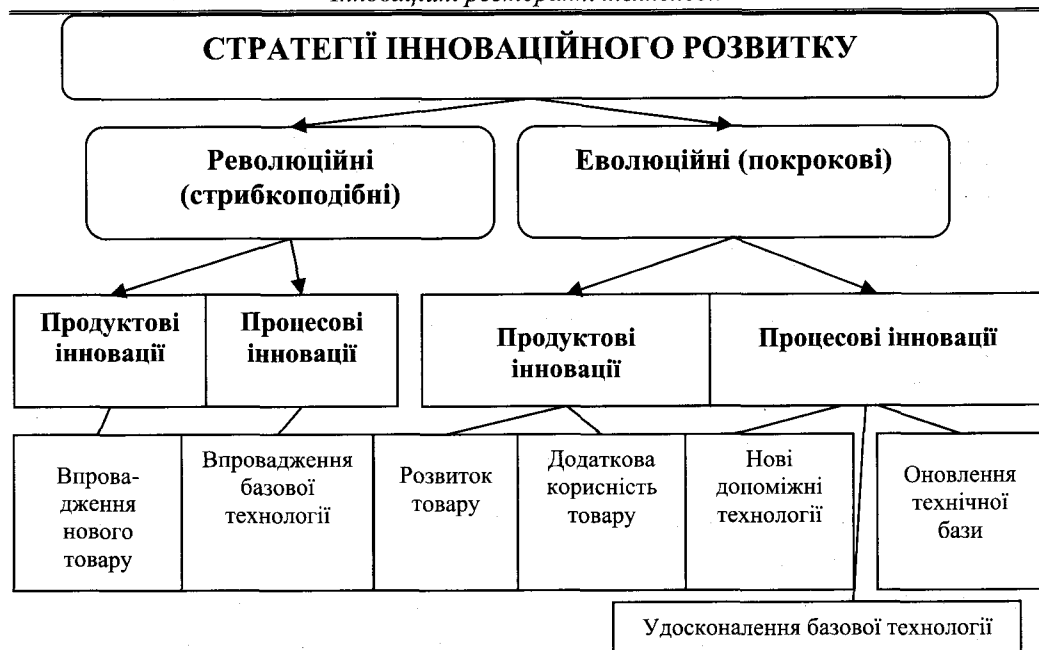 СТРАТЕГІЇ ІННОВАЦІЙНОГО РОЗВИТКУ
Революційні
(стрибкоподібні)
Еволюційні (покрокові)
Продуктові
інновації
Процесові
інновації
Продуктові
інновації
Процесові інновації
Впрова-
дження
нового
товару
Впровадження
базової
технології
Розвиток
товару
Додаткова
корисність
товару
Нові
допоміжні
технології
Оновлення
технічної
бази
Удосконалення базової технології